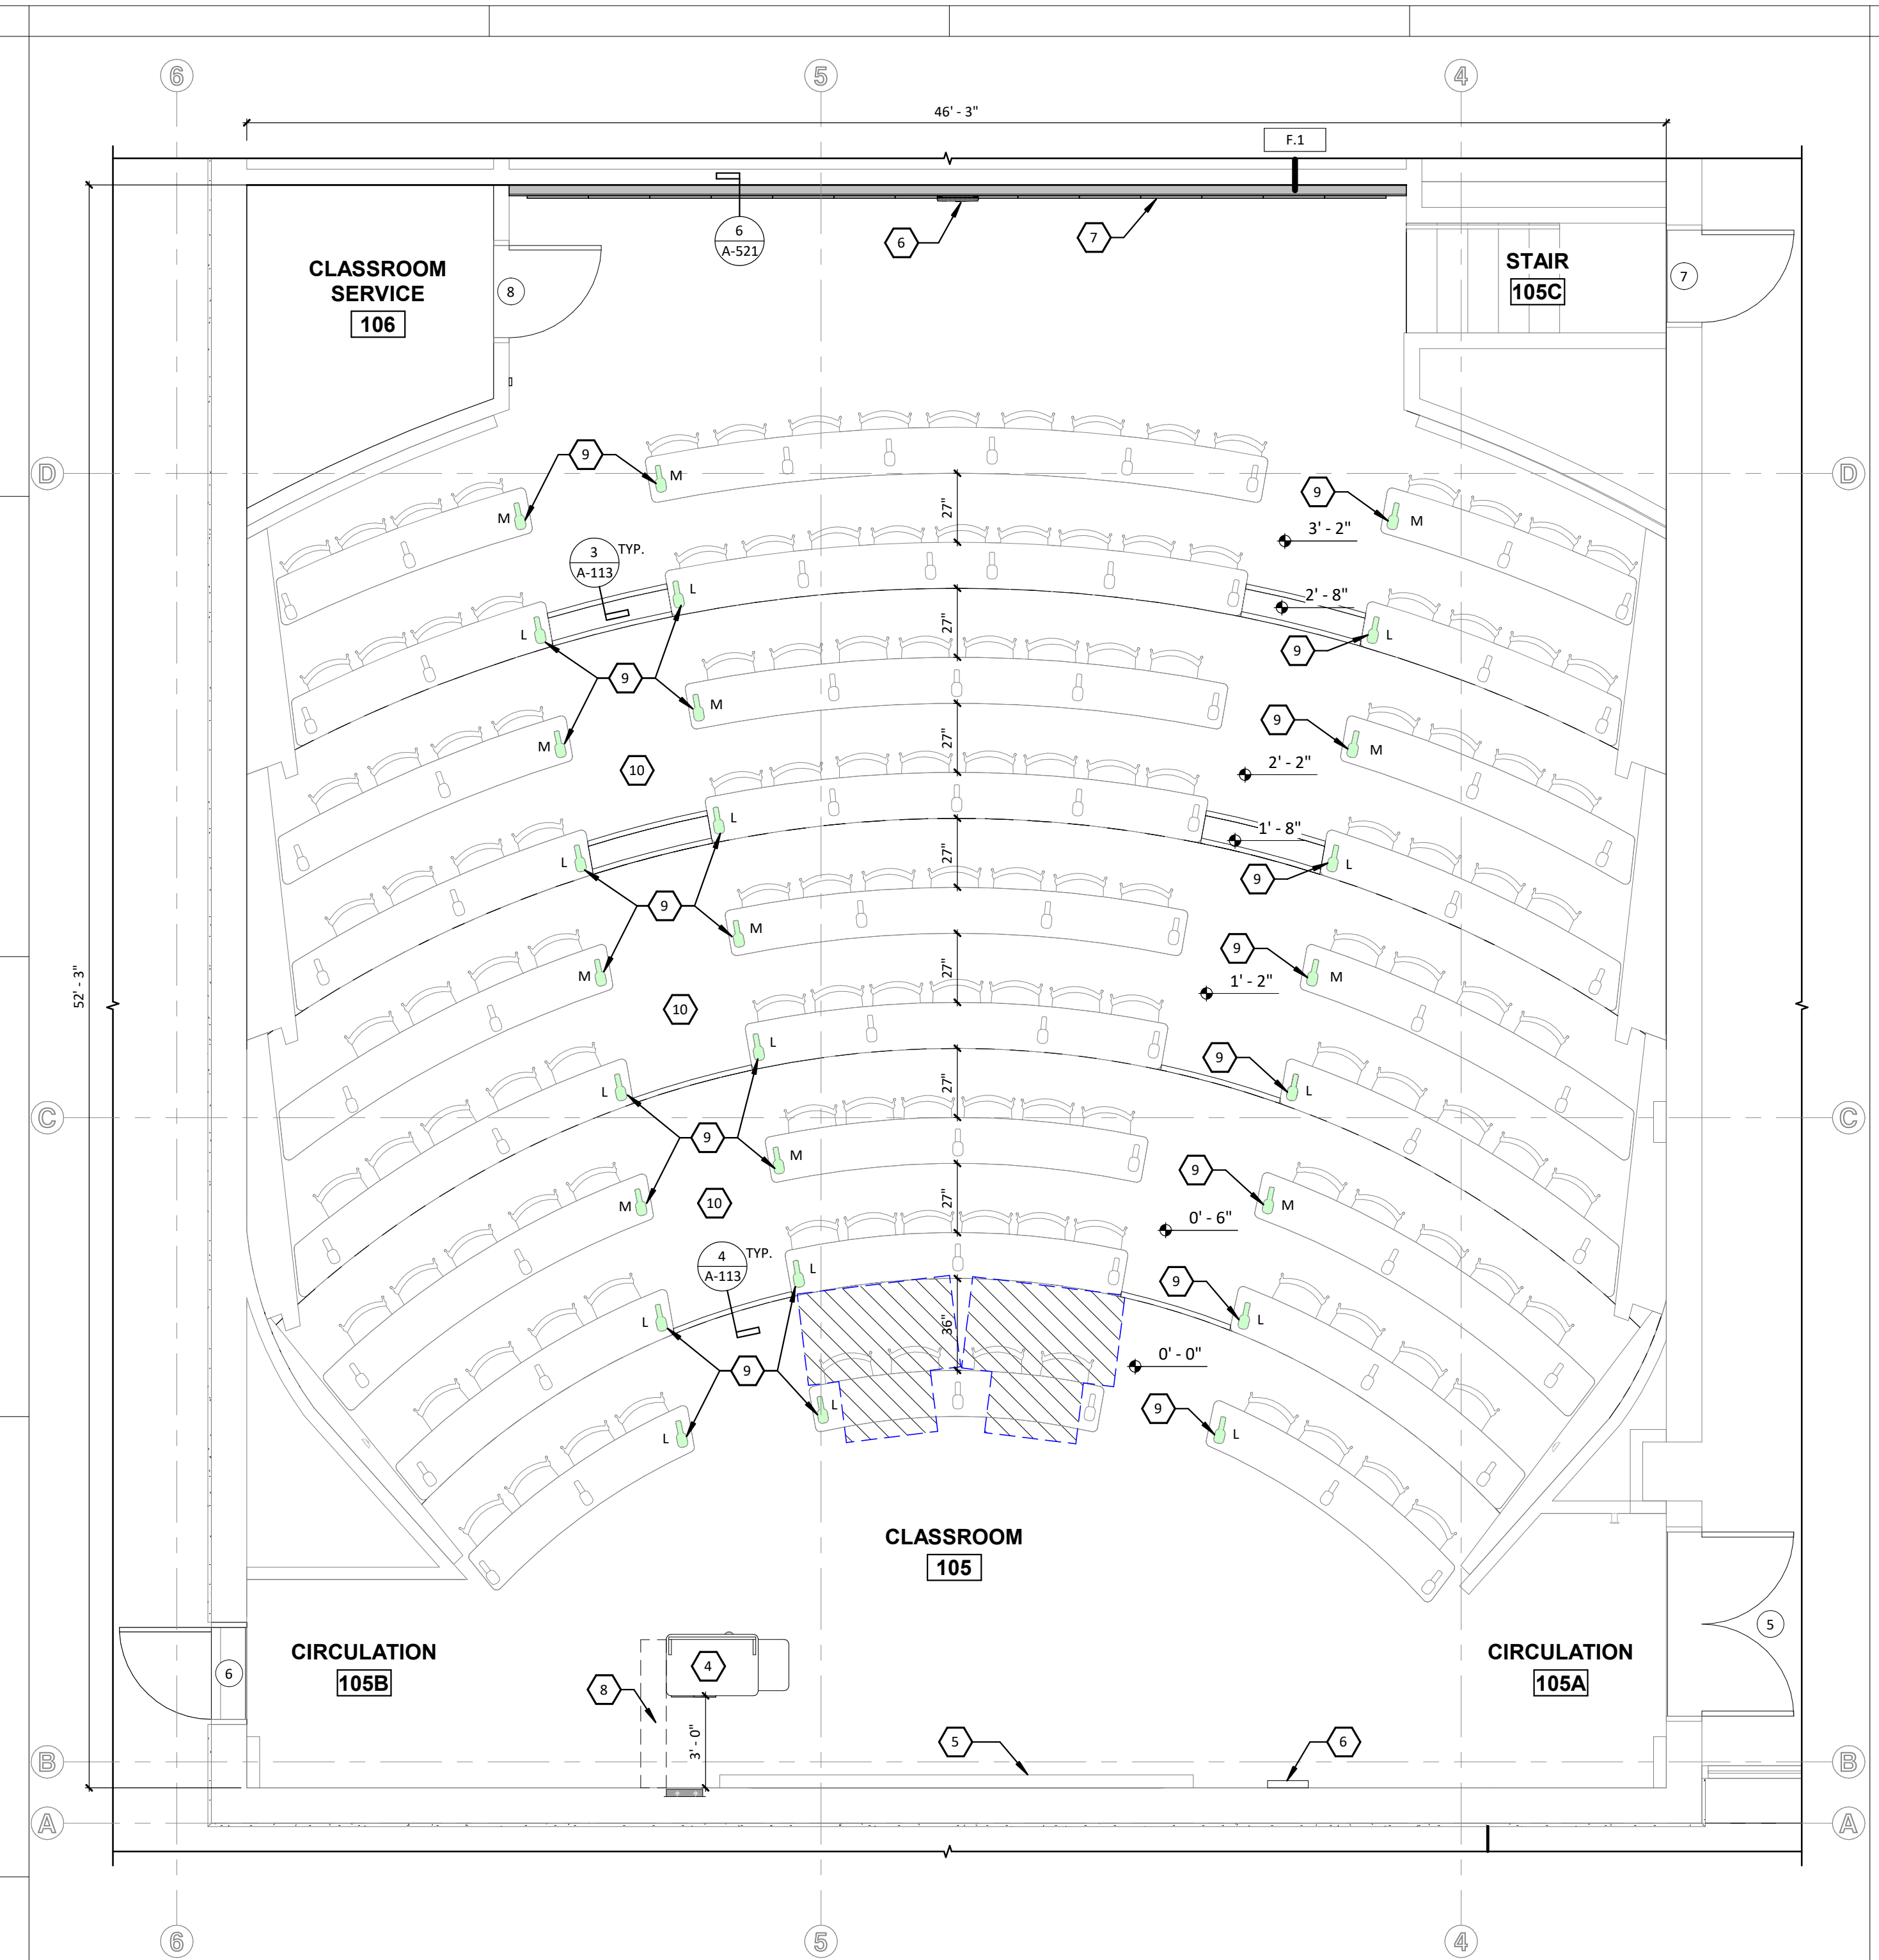 6
5
4
46' - 3"
F.1
6
A-521
6
7
CLASSROOM
SERVICE
106
8
STAIR
105C
7
D
9
M
M
9
M
D
3' - 2"
27"
3
A-113
TYP.
L
L
2' - 8"
L
9
27"
9
M
M
9
M
10
27"
2' - 2"
L
L
1' - 8"
L
9
27"
9
M
M
9
M
52' - 3"
10
27"
1' - 2"
L
L
9
L
C
9
M
27"
C
M
10
27"
9
M
0' - 6"
4
A-113
TYP.
L
L
9
L
36"
9
L
L
0' - 0"
9
L
CLASSROOM
105
CIRCULATION
105B
6
4
8
3' - 0"
5
6
CIRCULATION
105A
5
B
B
A
A
6
5
4